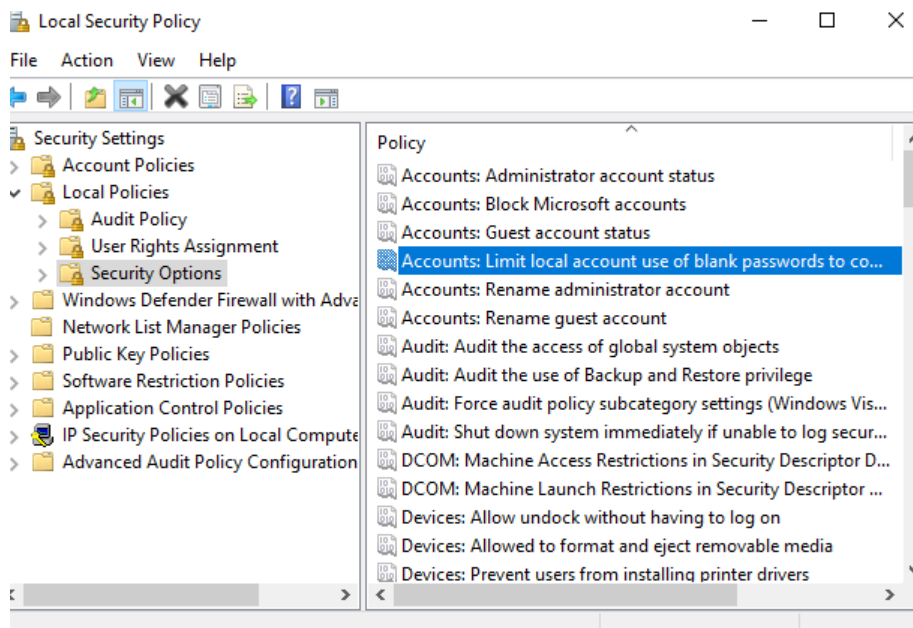 Local Security Policy
File Action View Help
Security Settings
Account Policies
Local Policies
Audit Policy
User Rights Assignment
Security Options
Windows Defender Firewall with Adva
Network List Manager Policies
Public Key Policies
Software Restriction Policies
Application Control Policies
IP Security Policies on Local Compute
Advanced Audit Policy Configuration
Policy
Accounts: Administrator account status
Accounts: Block Microsoft accounts
Accounts: Guest account status
Accounts: Limit local account use of blank passwords to co...
Accounts: Rename administrator account
Accounts: Rename guest account
Audit: Audit the access of global system objects
Audit: Audit the use of Backup and Restore privilege
Audit: Force audit policy subcategory settings (Windows Vis...
Audit: Shut down system immediately if unable to log secur...
DCOM: Machine Access Restrictions in Security Descriptor D...
DCOM: Machine Launch Restrictions in Security Descriptor ...
Devices: Allow undock without having to log on
Devices: Allowed to format and eject removable media
Devices: Prevent users from installing printer drivers